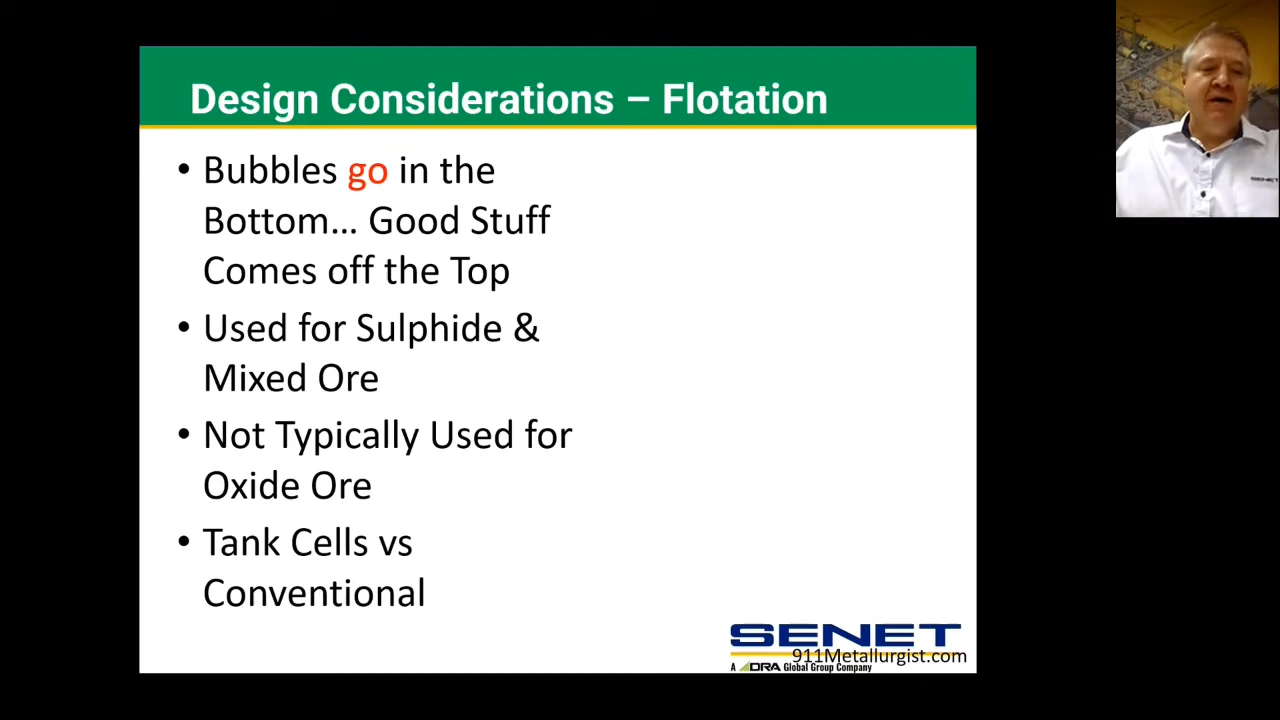 Design Considerations – Flotation
• Bubbles go in the
Bottom... Good Stuff
Comes off the Top
• Used for Sulphide &
Mixed Ore
• Not Typically Used for
Oxide Ore
• Tank Cells vs
Conventional
SENET
911Metallurgist.com
A DRA Global Group Company
SENET